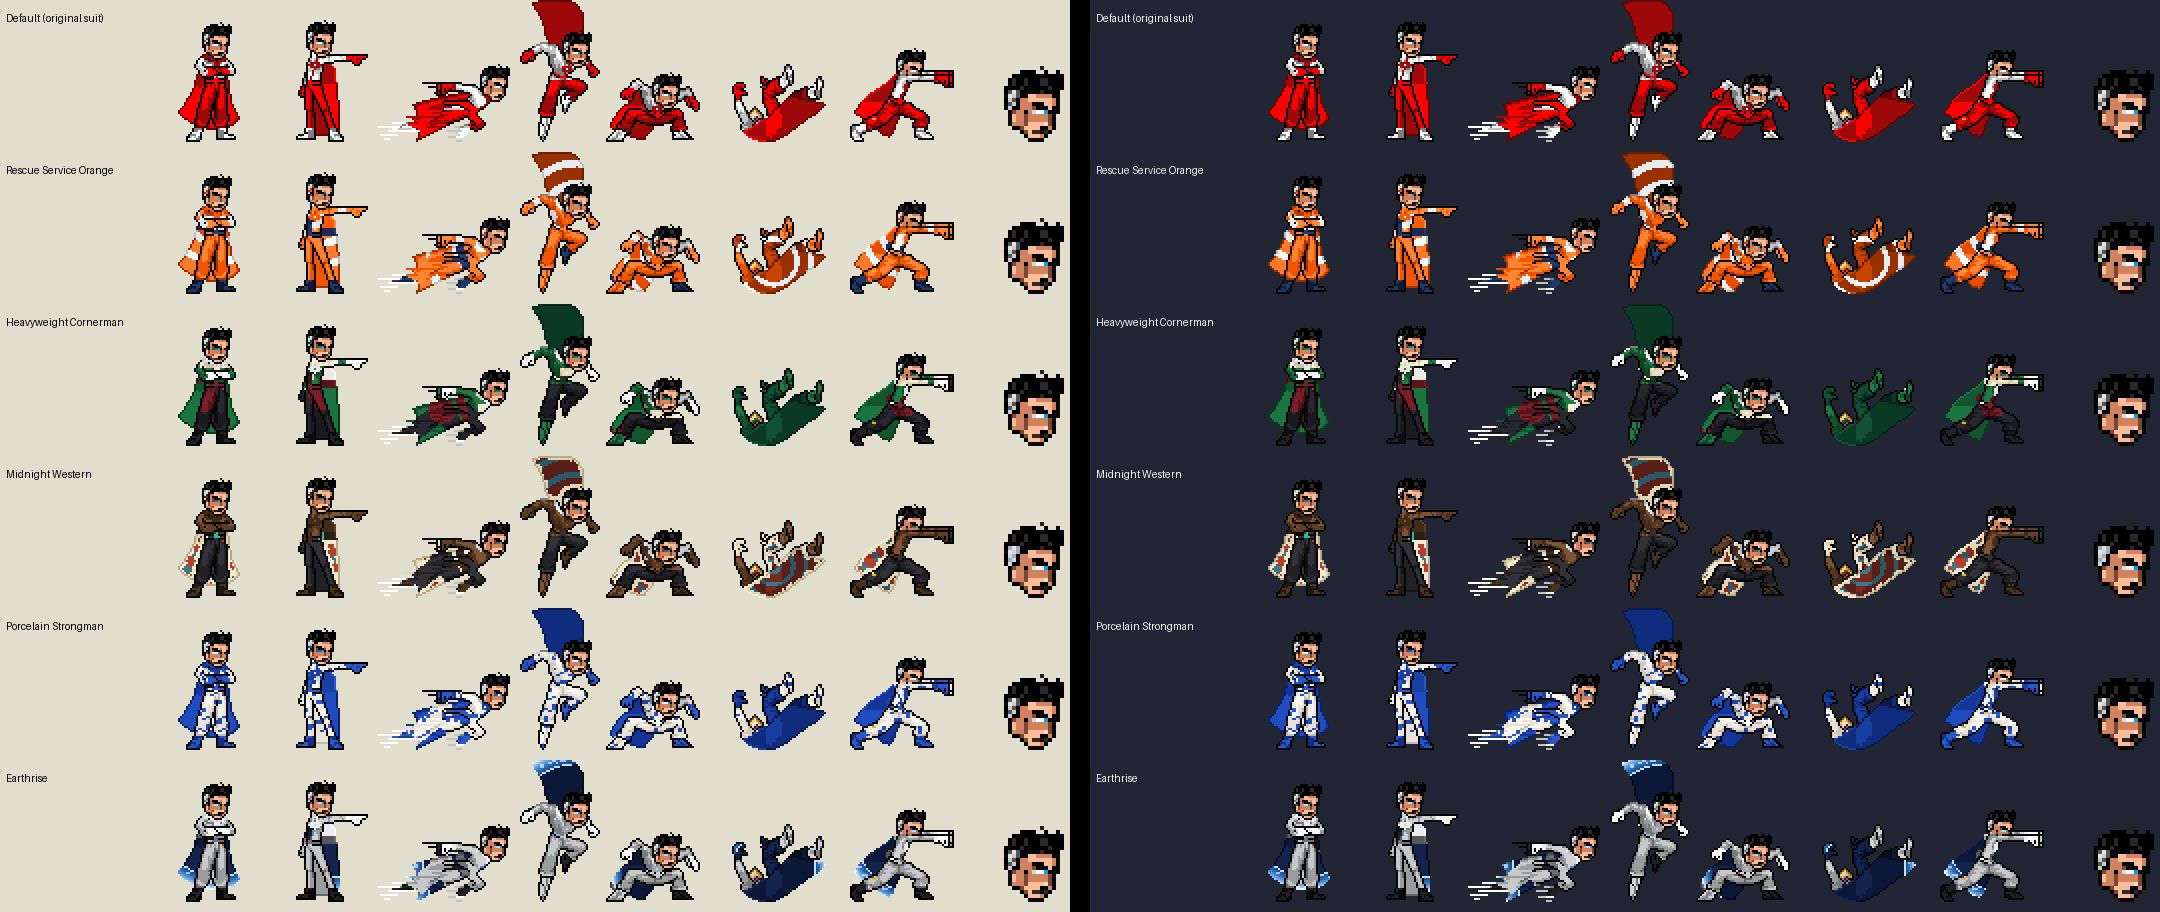 Default (original suit)
Default (original suit)
Rescue Service Orange
Rescue Service Orange
Heavyweight Cornerman
Heavyweight Cornerman
Midnight Western
Midnight Western
Porcelain Strongman
Porcelain Strongman
Earthrise
Earthrise